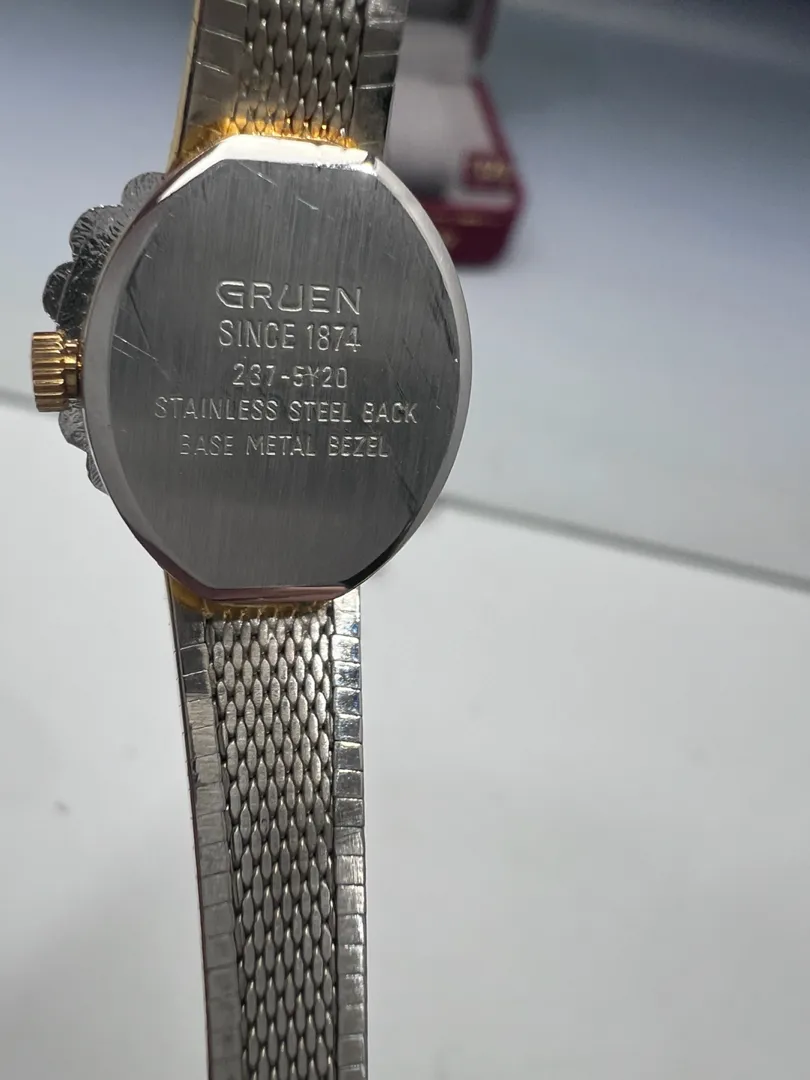 GRUEN
SINCE 1874
237-5Y20
STAINLESS STEEL BACK
BASE METAL BEZEL